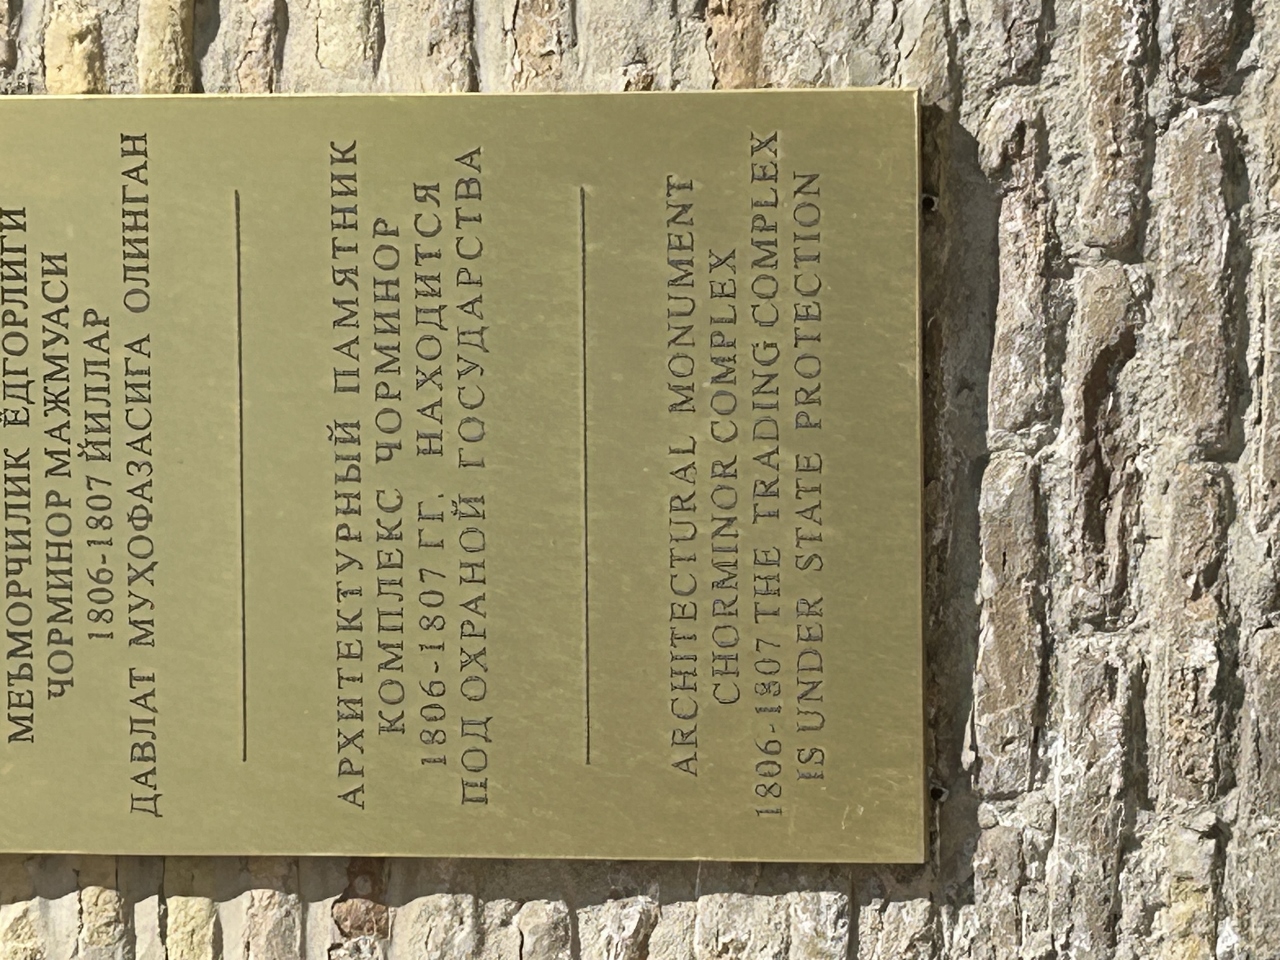 МЕЪМОРЧИЛИК ЁДГОРЛИГИ
ЧОРМИНОР МАЖМУАСИ
1806-1807 ЙИЛЛАР
ДАВЛАТ МУҲОФАЗАСИГА ОЛИНГАН
АРХИТЕКТУРНЫЙ ПАМЯТНИК
КОМПЛЕКС ЧОРМИНОР
1806-1807 ГГ. НАХОДИТСЯ
ПОД ОХРАНОЙ ГОСУДАРСТВА
ARCHITECTURAL MONUMENT
CHORMINOR COMPLEX
1806-1807 THE TRADING COMPLEX
IS UNDER STATE PROTECTION